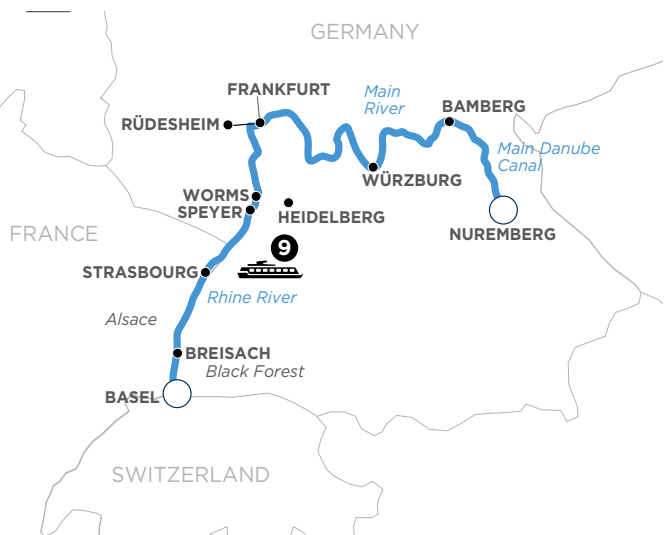 GERMANY
FRANKFURT
Main
River
BAMBERG
RÜDESHEIM
Main Danube
Canal
WÜRZBURG
WORMS
SPEYER
HEIDELBERG
FRANCE
NUREMBERG
9
STRASBOURG
Rhine River
Alsace
BREISACH
Black Forest
BASEL
SWITZERLAND